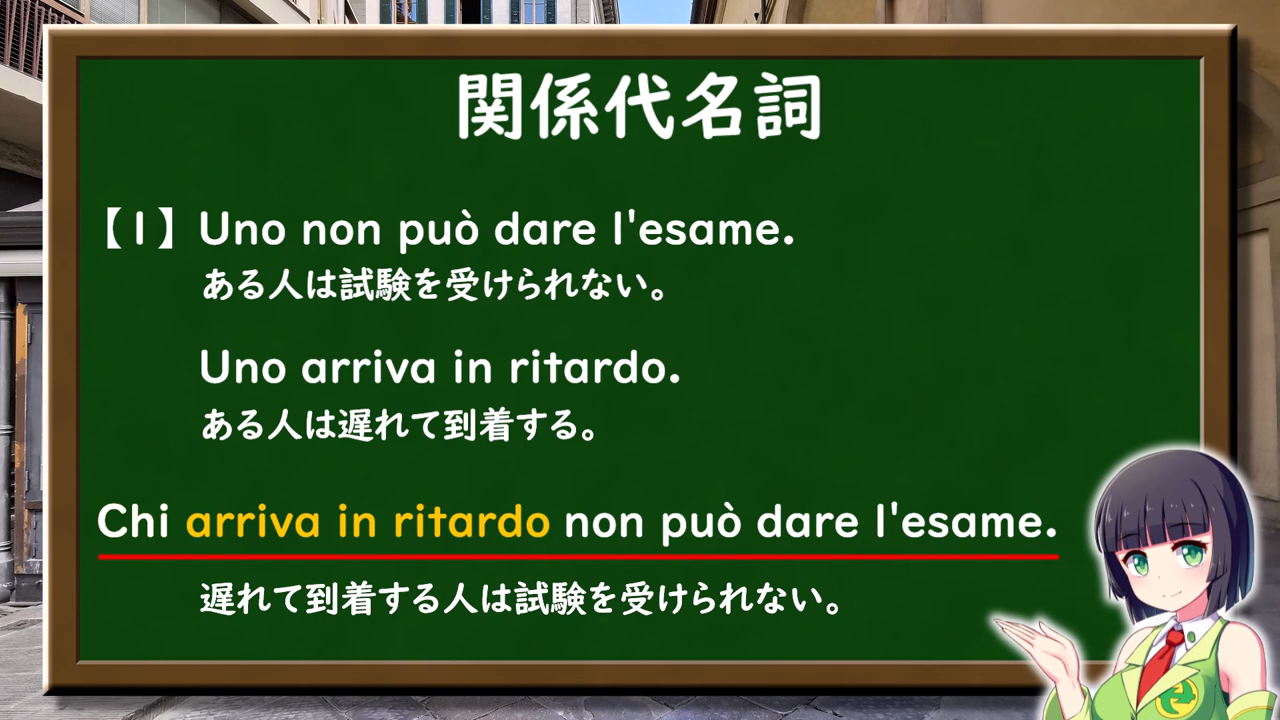 関係代名詞
【1】Uno non può dare l'esame.
ある人は試験を受けられない。
Uno arriva in ritardo.
ある人は遅れて到着する。
Chi arriva in ritardo non può dare l'esame.
遅れて到着する人は試験を受けられない。